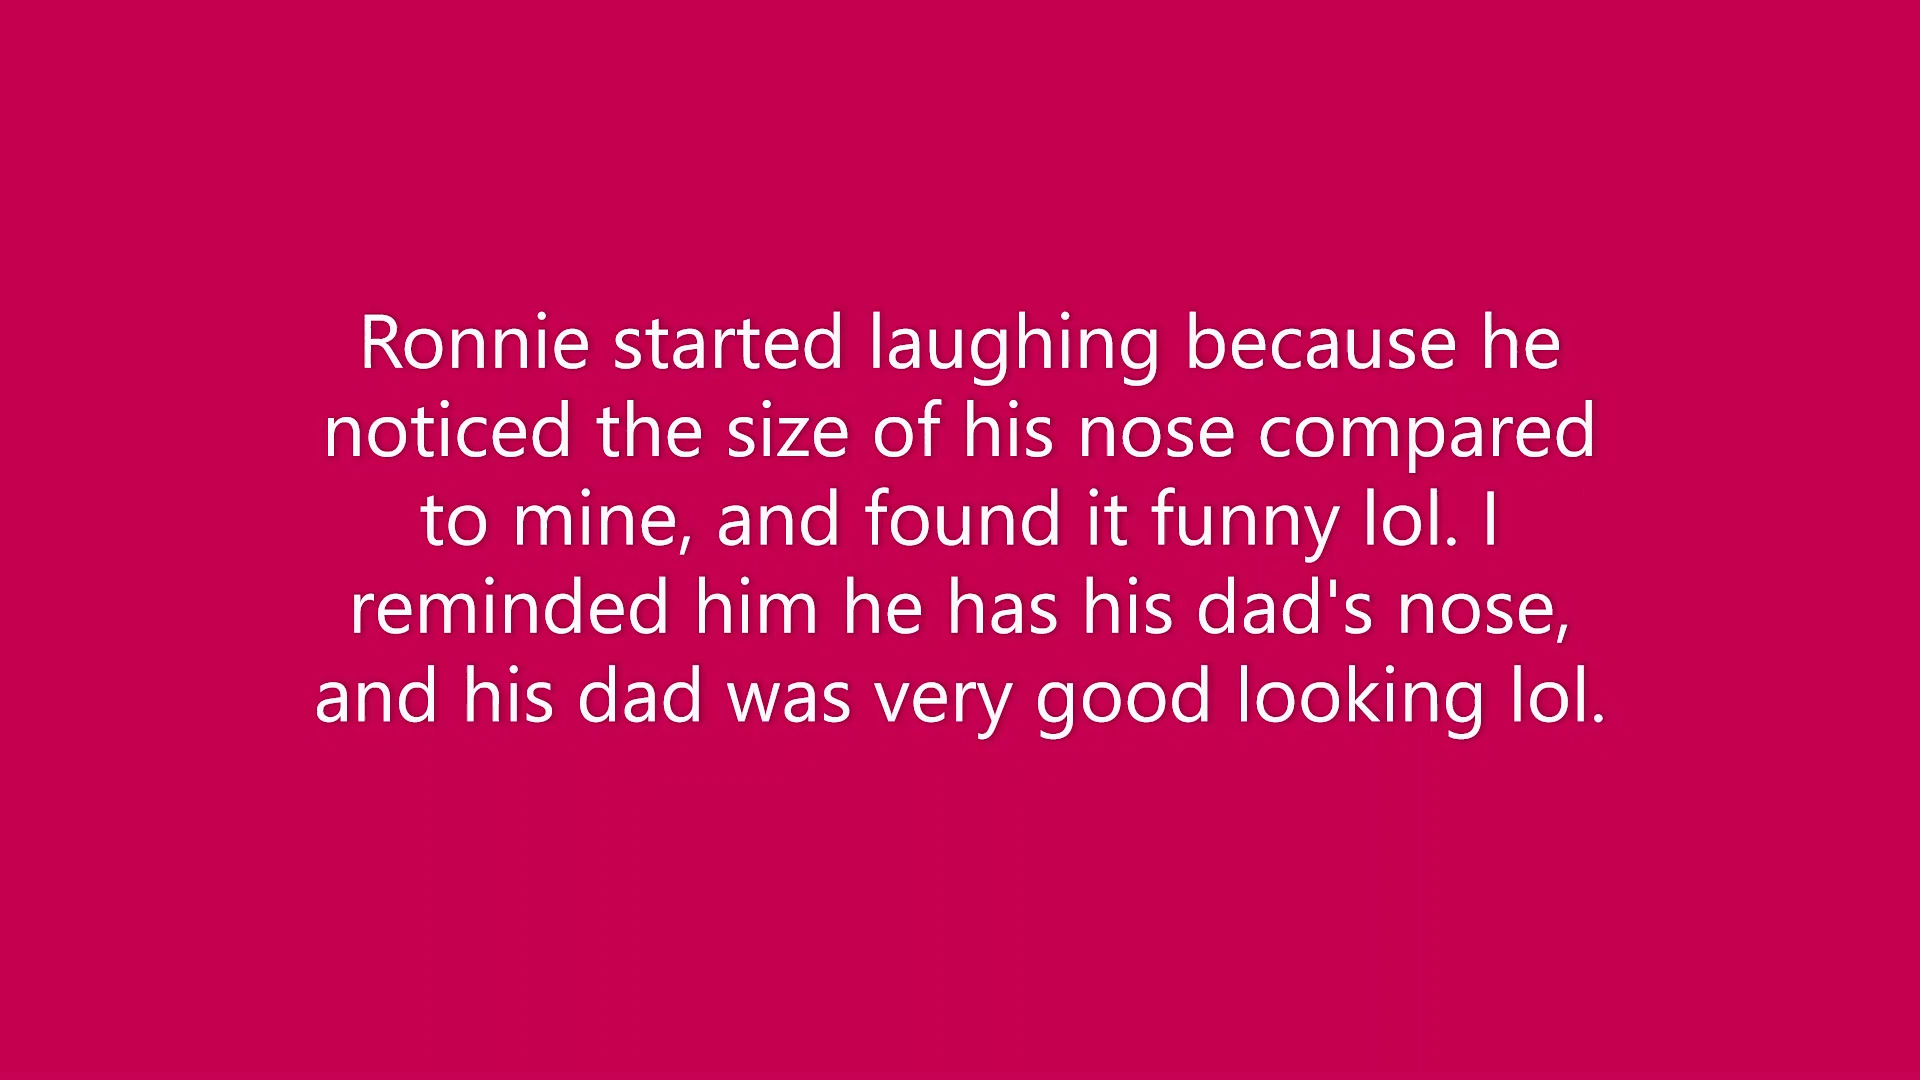 Ronnie started laughing because he
noticed the size of his nose compared
to mine, and found it funny lol. I
reminded him he has his dad's nose,
and his dad was very good looking lol.